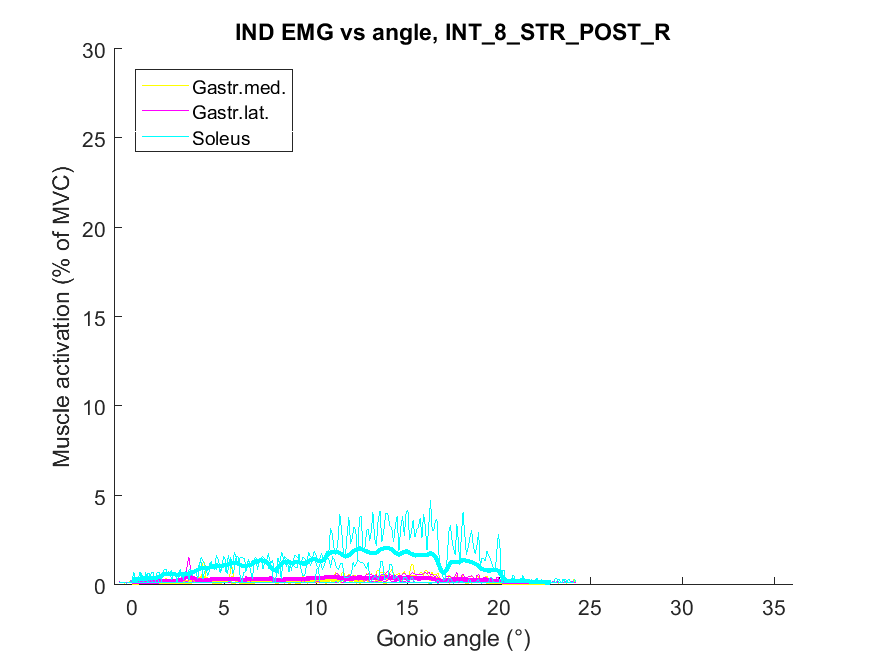 IND EMG vs angle, INT_8_STR_POST_R
30
25
20
15
10
5
0
Gastr.med.
Gastr.lat.
Soleus
Muscle activation (% of MVC)
0 5 10 15 20 25 30 35
Gonio angle (°)